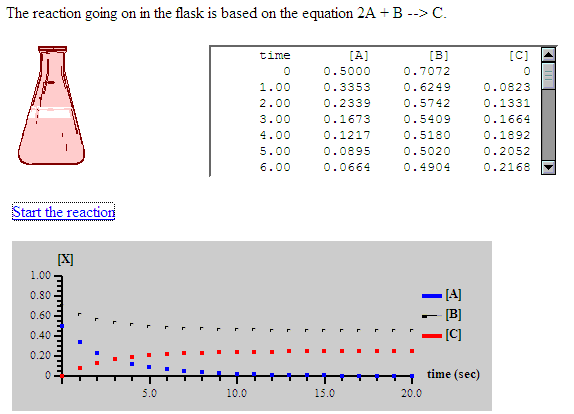 The reaction going on in the flask is based on the equation 2A + B --> C.
time [A] [B] [C]
0 0.5000 0.7072 0
1.00 0.3353 0.6249 0.0823
2.00 0.2339 0.5742 0.1331
3.00 0.1673 0.5409 0.1664
4.00 0.1217 0.5180 0.1892
5.00 0.0895 0.5020 0.2052
6.00 0.0664 0.4904 0.2168
Start the reaction
[X]
1.00
0.80
0.60
0.40
0.20
0
[A]
[B]
[C]
time (sec)
5.0 10.0 15.0 20.0